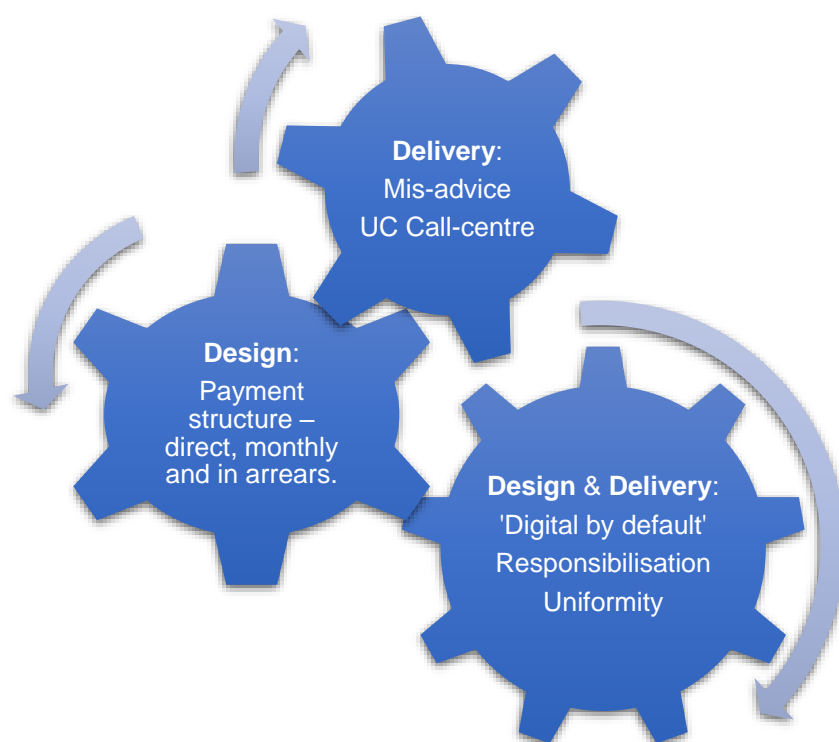 Delivery:
Mis-advice
UC Call-centre
Design:
Payment
structure –
direct, monthly
and in arrears.
Design & Delivery:
'Digital by default'
Responsibilisation
Uniformity